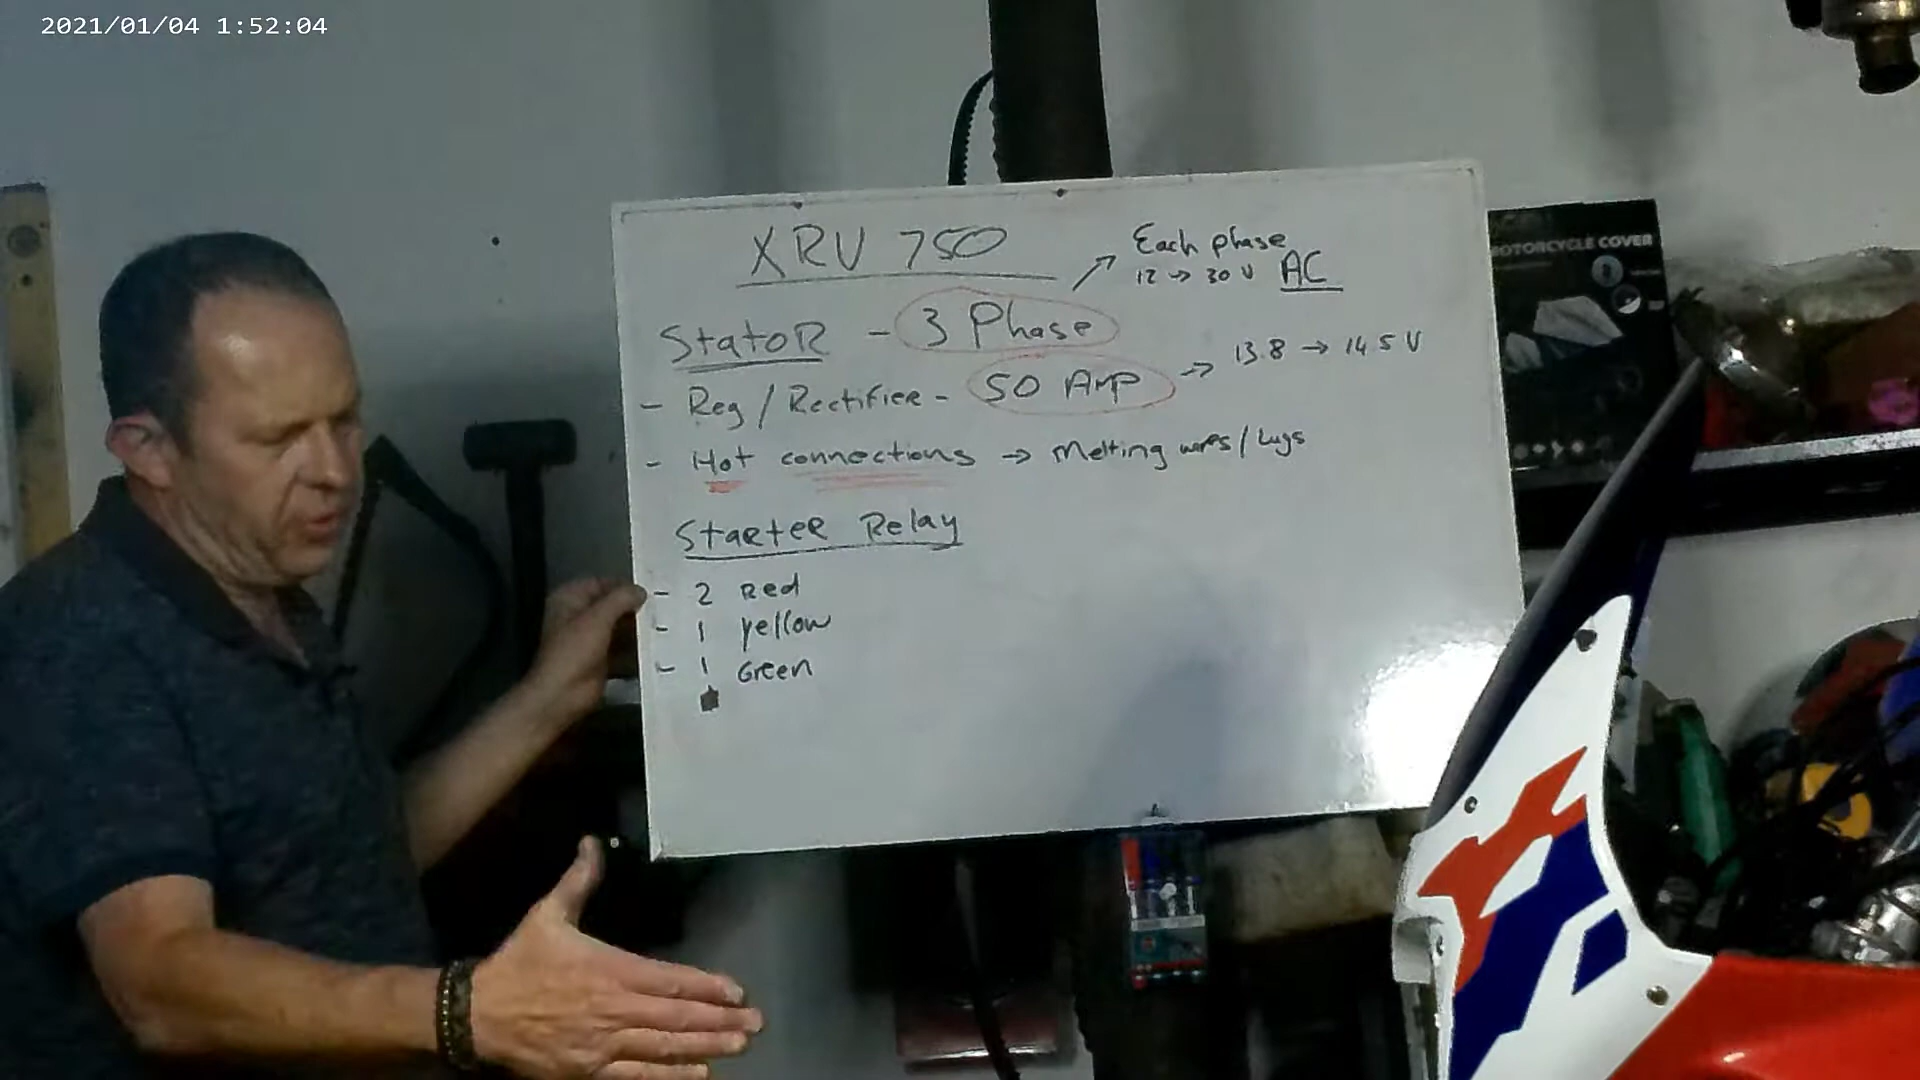 2021/01/04 1:52:04
XRV 750
Each phase
12 → 30 V AC
Stator - 3 Phase
- Reg / Rectifier - 50 Amp → 13.8 → 14.5 V
- Hot connections → Melting wires / Lugs
Starter Relay
- 2 Red
- 1 Yellow
- 1 Green
MOTORCYCLE COVER